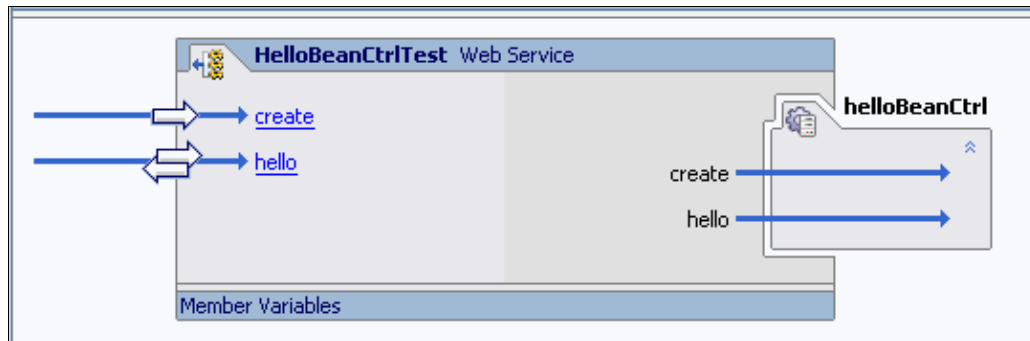 HelloBeanCtrlTest Web Service
helloBeanCtrl
create
hello
create
hello
Member Variables